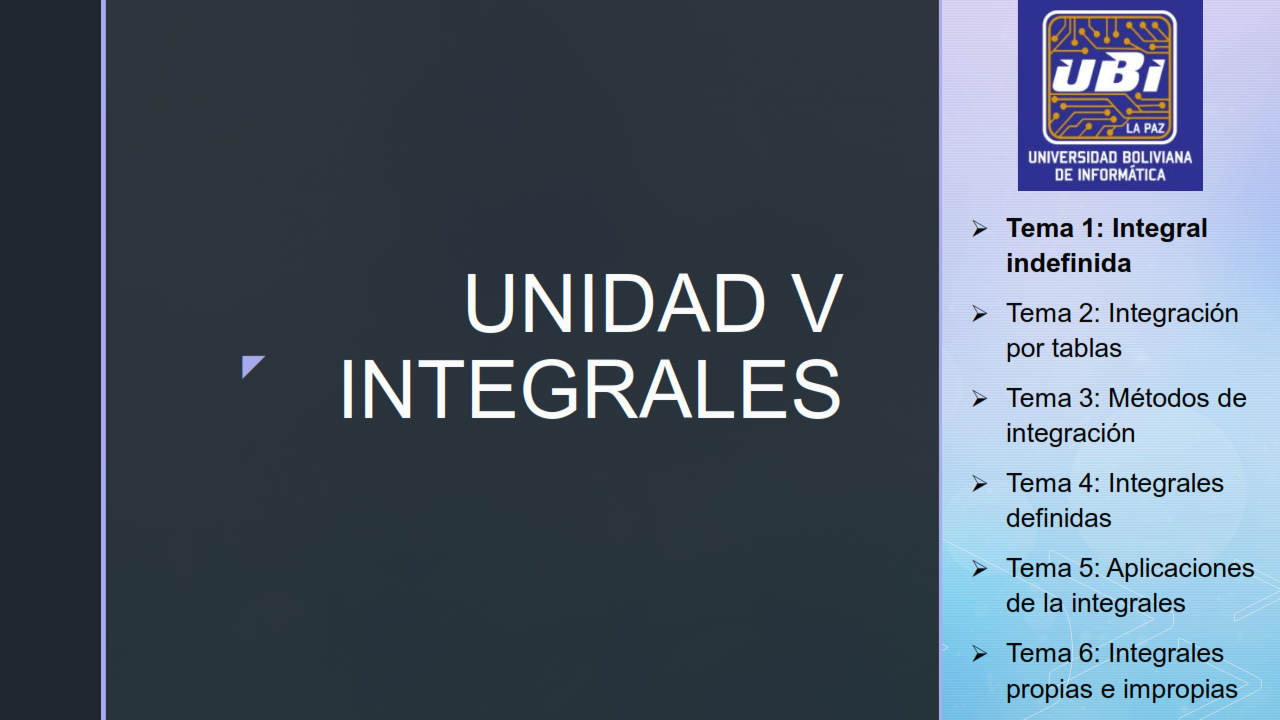 UNIDAD V
INTEGRALES
UBI
LA PAZ
UNIVERSIDAD BOLIVIANA
DE INFORMÁTICA
➢ Tema 1: Integral
indefinida
➢ Tema 2: Integración
por tablas
➢ Tema 3: Métodos de
integración
➢ Tema 4: Integrales
definidas
➢ Tema 5: Aplicaciones
de la integrales
➢ Tema 6: Integrales
propias e impropias